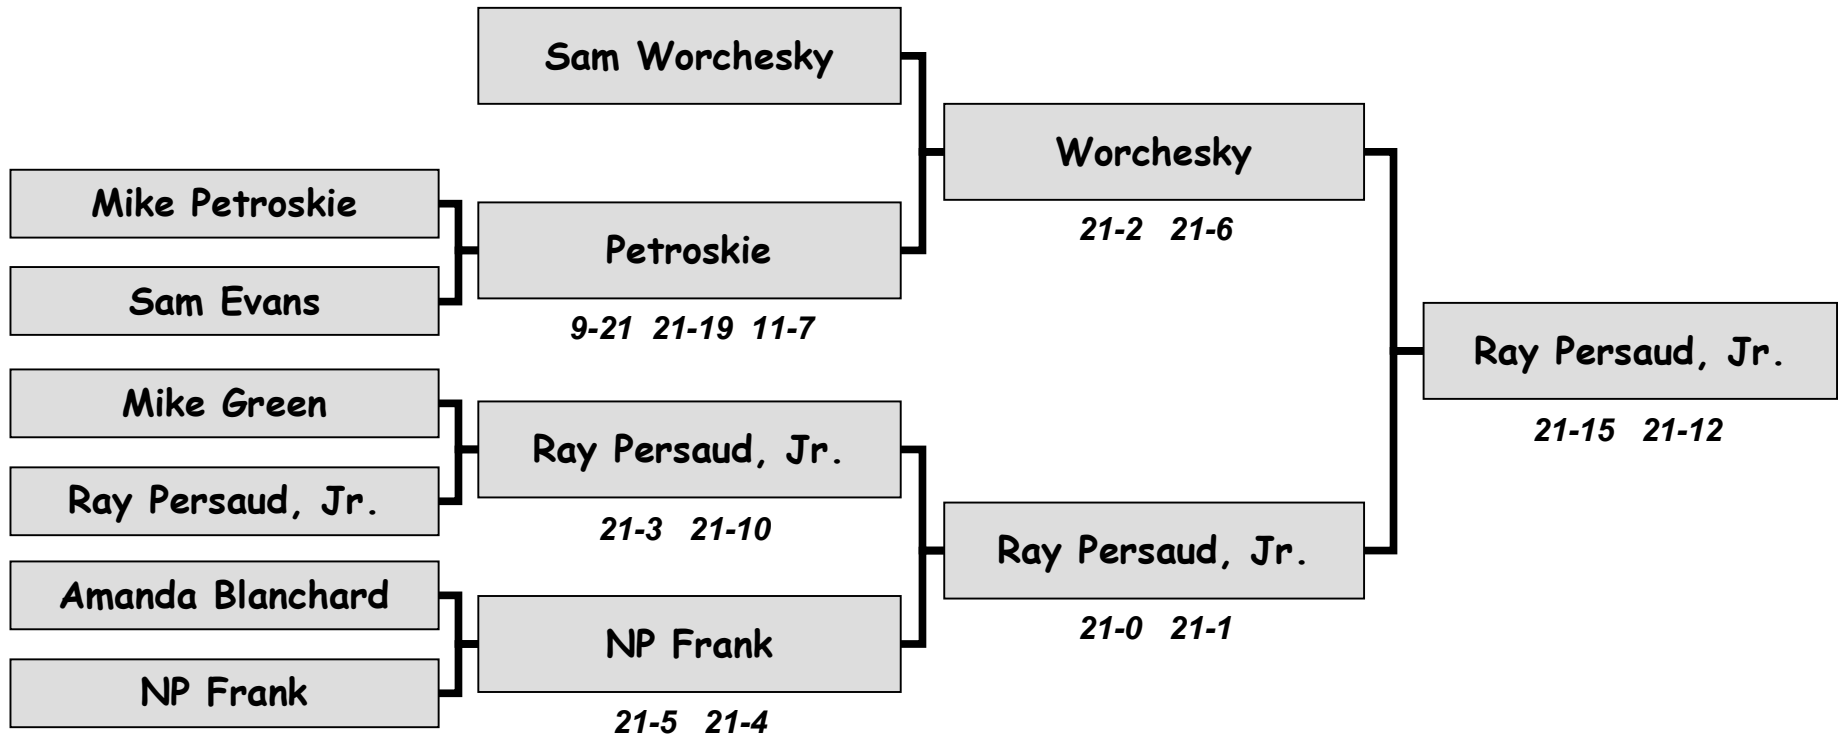 Sam Worchesky
Worchesky
21-2 21-6
Mike Petroskie
Sam Evans
Petroskie
9-21 21-19 11-7
Mike Green
Ray Persaud, Jr.
Ray Persaud, Jr.
21-3 21-10
Amanda Blanchard
NP Frank
NP Frank
21-5 21-4
Ray Persaud, Jr.
21-0 21-1
Ray Persaud, Jr.
21-15 21-12